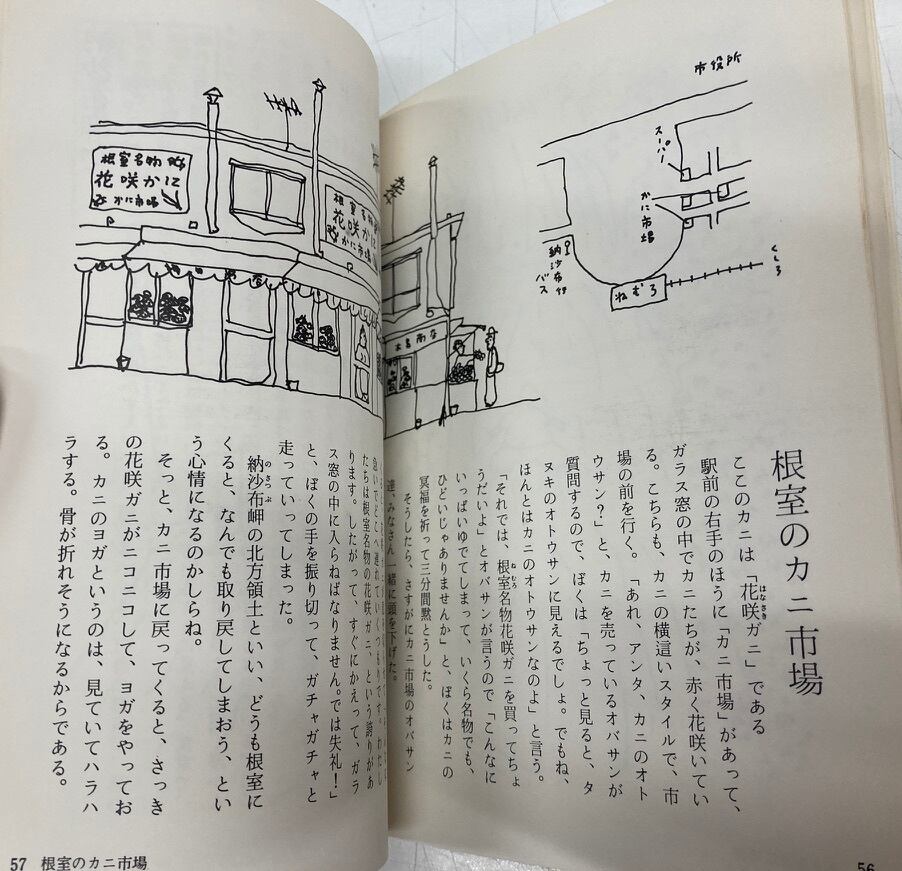 市役所
スーパー
かに市場
納沙布行
バス
ねむろ
くしろ
根室のカニ市場
ここのカニは「花咲ガニ」である
はなさき
駅前の右手のほうに「カニ市場」があって、
ガラス窓の中でカニたちが、赤く花咲いてい
る。こちらも、カニの横這いスタイルで、市
場の前を行く。「あれ、アンタ、カニのオト
ウサン?」と、カニを売っているオバサンが
質問するので、ぼくは「ちょっと見ると、タ
ヌキのオトウサンに見えるでしょ。でもね、
ほんとはカニのオトウサンなのよ」と言う。
「それでは、根室名物花咲ガニを買ってちょ
ねむろ
うだいよ」とオバサンが言うので「こんなに
いっぱいゆでてしまって、いくら名物でも、
ひどいじゃありませんか」と、ぼくはカニの
冥福を祈って三分間黙とうした。
そうしたら、さすがにカニ市場のオバサン
達、みなさん一緒に頭を下げた。
根室名物
花咲かに
かに市場
根室名物
花咲かに
かに市場
商店
たちは根室名物の花咲ガニ、という誇りがあ
ります。したがって、すぐにかえって、ガラ
ス窓の中に入らねばなりません。では失礼!」
と、ぼくの手を振り切って、ガチャガチャと
走っていってしまった。
納沙布岬の北方領土といい、どうも根室に
のさっぷ
くると、なんでも取り戻してしまおう、とい
う心情になるのかしらね。
そっと、カニ市場に戻ってくると、さっき
の花咲ガニがニコニコして、ヨガをやってお
る。カニのヨガというのは、見ていてハラハ
ラする。骨が折れそうになるからである。
57 根室のカニ市場
56